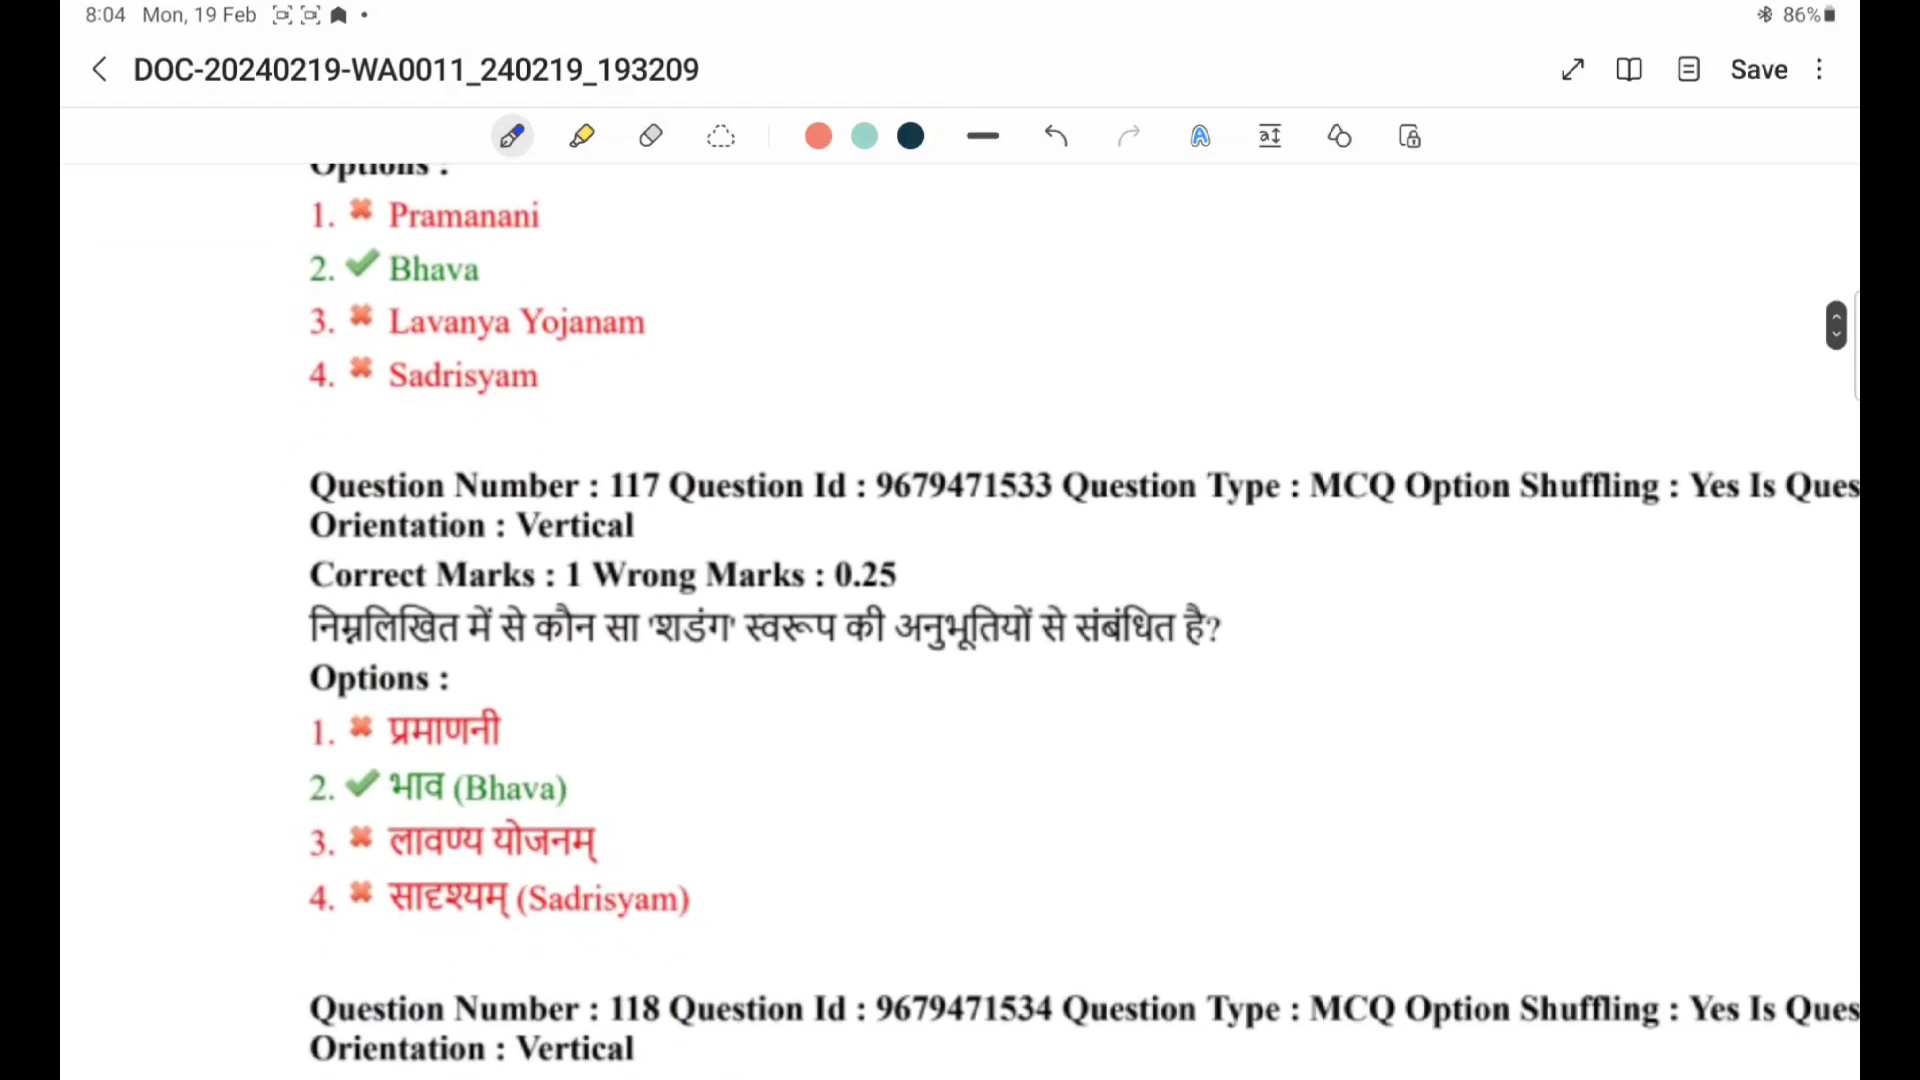 8:04 Mon, 19 Feb
86%
DOC-20240219-WA0011_240219_193209
Save
Options :
1. Pramanani
2. Bhava
3. Lavanya Yojanam
4. Sadrisyam
Question Number : 117 Question Id : 9679471533 Question Type : MCQ Option Shuffling : Yes Is Ques
Orientation : Vertical
Correct Marks : 1 Wrong Marks : 0.25
निम्नलिखित में से कौन सा 'शडंग' स्वरूप की अनुभूतियों से संबंधित है?
Options :
1. प्रमाणनी
2. भाव (Bhava)
3. लावण्य योजनम्
4. सादृश्यम् (Sadrisyam)
Question Number : 118 Question Id : 9679471534 Question Type : MCQ Option Shuffling : Yes Is Ques
Orientation : Vertical